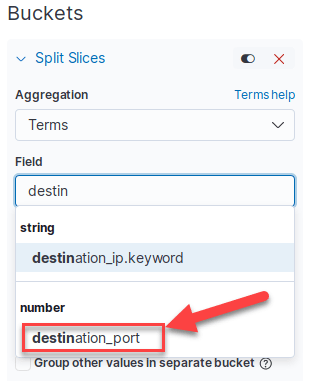 Buckets
Split Slices
Aggregation Terms help
Terms
Field
destin
string
destination_ip.keyword
number
destination_port
Group other values in separate bucket